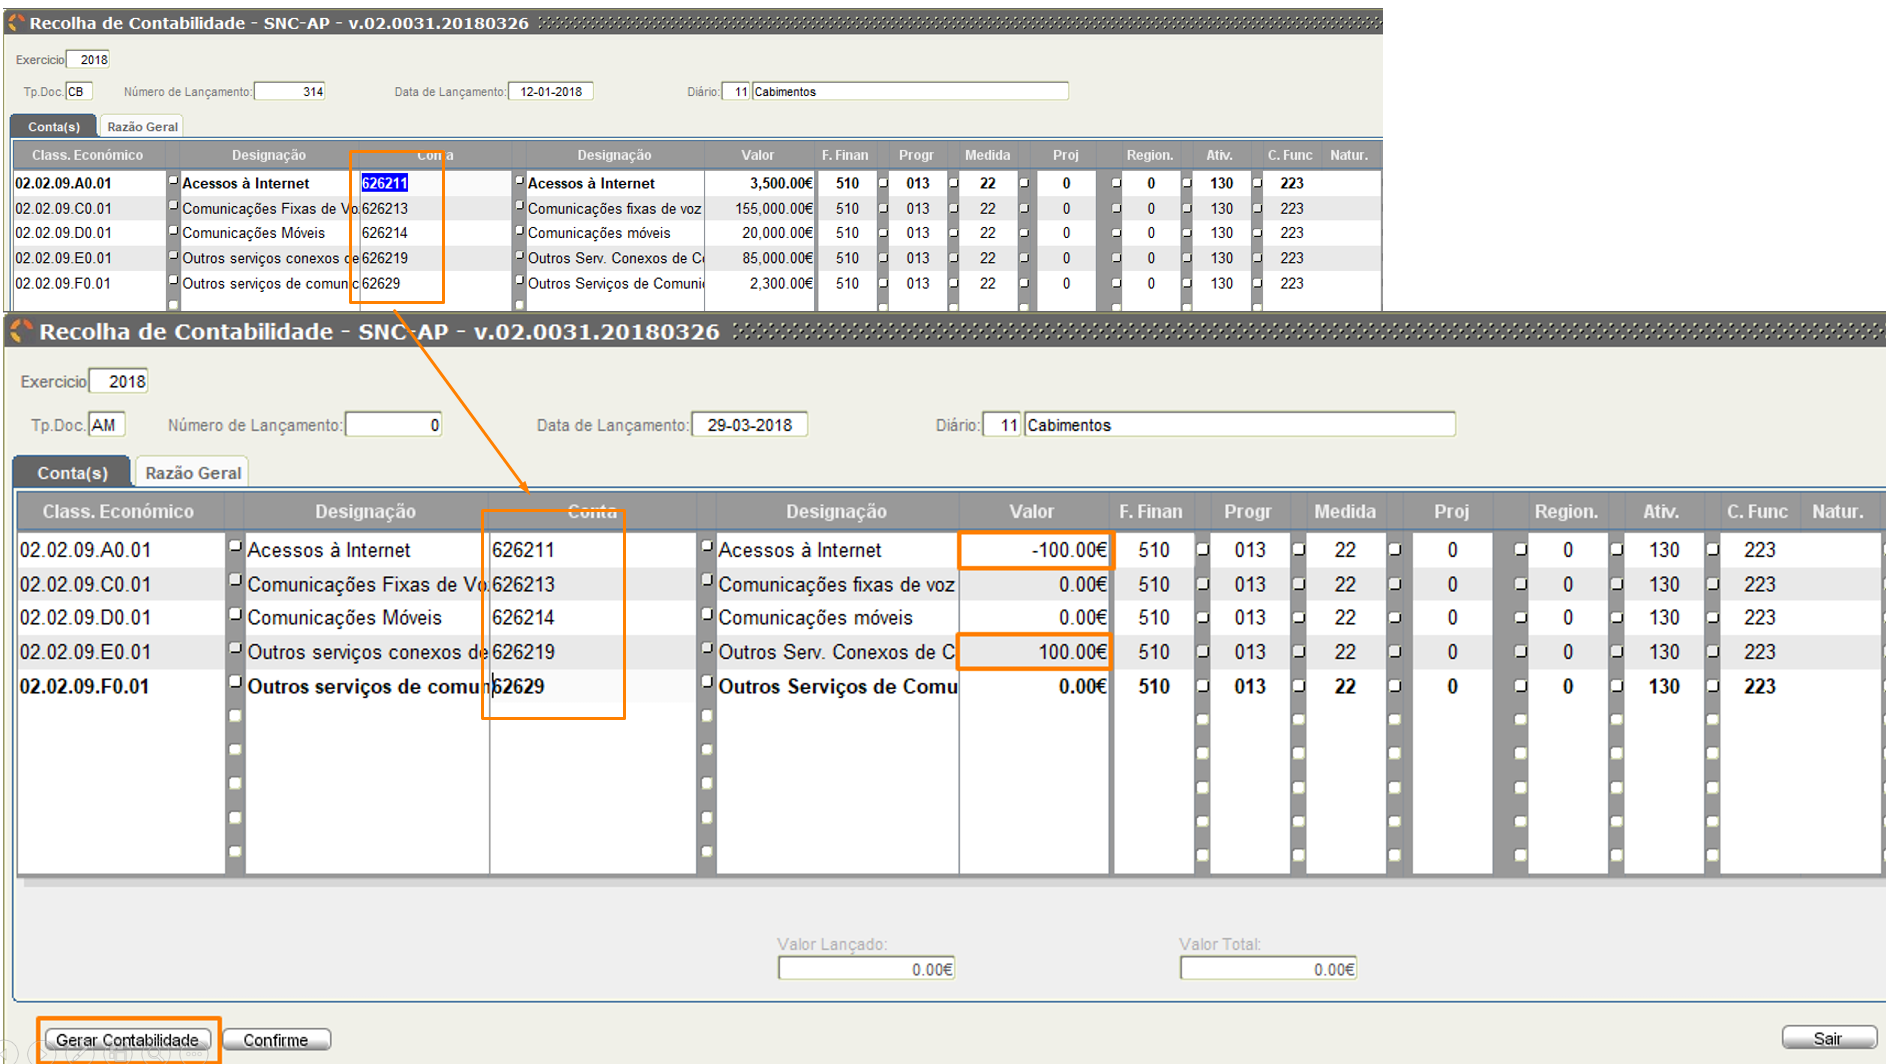 Recolha de Contabilidade - SNC-AP - v.02.0031.20180326
Exercicio 2018
Tp.Doc. CB Número de Lançamento: 314 Data de Lançamento: 12-01-2018 Diário: 11 Cabimentos
Conta(s) Razão Geral
Class. Económico Designação Conta Designação Valor F. Finan Progr Medida Proj Region. Ativ. C. Func Natur.
02.02.09.A0.01 Acessos à Internet 626211 Acessos à Internet 3,500.00€ 510 013 22 0 0 130 223
02.02.09.C0.01 Comunicações Fixas de Vo 626213 Comunicações fixas de voz 155,000.00€ 510 013 22 0 0 130 223
02.02.09.D0.01 Comunicações Móveis 626214 Comunicações móveis 20,000.00€ 510 013 22 0 0 130 223
02.02.09.E0.01 Outros serviços conexos de 626219 Outros Serv. Conexos de C 85,000.00€ 510 013 22 0 0 130 223
02.02.09.F0.01 Outros serviços de comunic 62629 Outros Serviços de Comuni 2,300.00€ 510 013 22 0 0 130 223
Recolha de Contabilidade - SNC-AP - v.02.0031.20180326
Exercicio 2018
Tp.Doc. AM Número de Lançamento: 0 Data de Lançamento: 29-03-2018 Diário: 11 Cabimentos
Conta(s) Razão Geral
Class. Económico Designação Conta Designação Valor F. Finan Progr Medida Proj Region. Ativ. C. Func Natur.
02.02.09.A0.01 Acessos à Internet 626211 Acessos à Internet -100.00€ 510 013 22 0 0 130 223
02.02.09.C0.01 Comunicações Fixas de Vo 626213 Comunicações fixas de voz 0.00€ 510 013 22 0 0 130 223
02.02.09.D0.01 Comunicações Móveis 626214 Comunicações móveis 0.00€ 510 013 22 0 0 130 223
02.02.09.E0.01 Outros serviços conexos de 626219 Outros Serv. Conexos de C 100.00€ 510 013 22 0 0 130 223
02.02.09.F0.01 Outros serviços de comun 62629 Outros Serviços de Comu 0.00€ 510 013 22 0 0 130 223
Valor Lançado: Valor Total:
0.00€ 0.00€
Gerar Contabilidade Confirme Sair